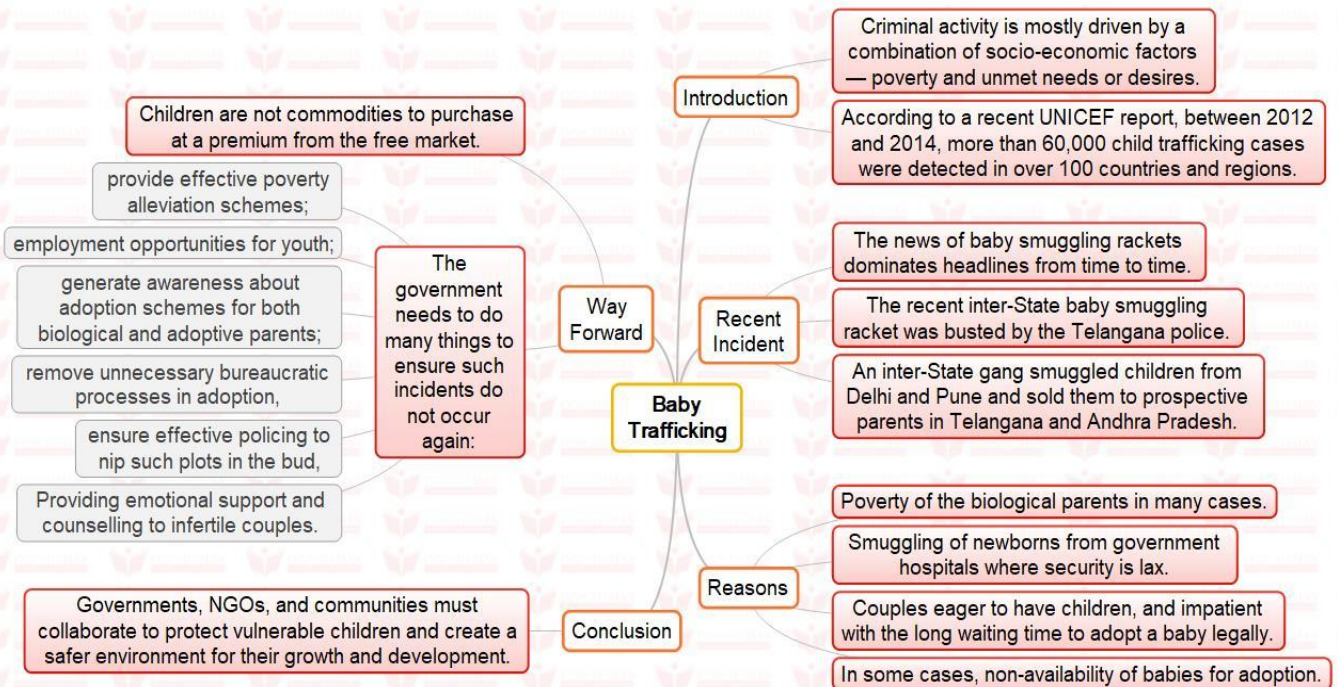 Baby
Trafficking
Introduction
Criminal activity is mostly driven by a
combination of socio-economic factors
— poverty and unmet needs or desires.
According to a recent UNICEF report, between 2012
and 2014, more than 60,000 child trafficking cases
were detected in over 100 countries and regions.
Recent
Incident
The news of baby smuggling rackets
dominates headlines from time to time.
The recent inter-State baby smuggling
racket was busted by the Telangana police.
An inter-State gang smuggled children from
Delhi and Pune and sold them to prospective
parents in Telangana and Andhra Pradesh.
Reasons
Poverty of the biological parents in many cases.
Smuggling of newborns from government
hospitals where security is lax.
Couples eager to have children, and impatient
with the long waiting time to adopt a baby legally.
In some cases, non-availability of babies for adoption.
Way
Forward
Children are not commodities to purchase
at a premium from the free market.
The
government
needs to do
many things to
ensure such
incidents do
not occur
again:
provide effective poverty
alleviation schemes;
employment opportunities for youth;
generate awareness about
adoption schemes for both
biological and adoptive parents;
remove unnecessary bureaucratic
processes in adoption,
ensure effective policing to
nip such plots in the bud,
Providing emotional support and
counselling to infertile couples.
Conclusion
Governments, NGOs, and communities must
collaborate to protect vulnerable children and create a
safer environment for their growth and development.